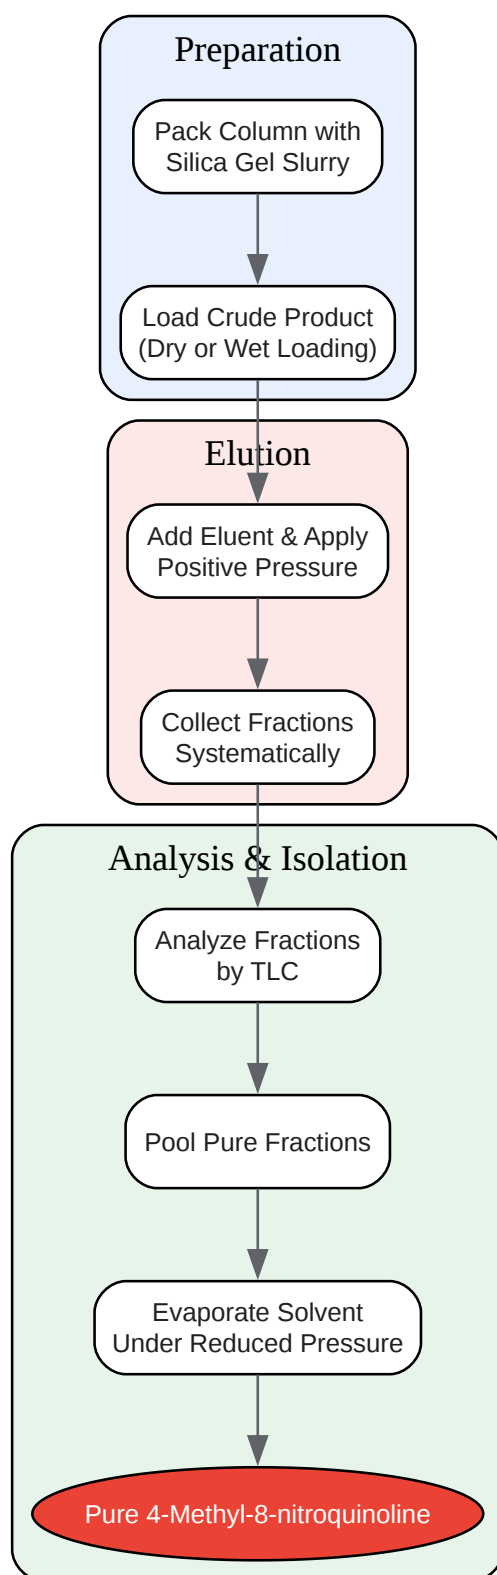 Preparation
Pack Column with
Silica Gel Slurry
Load Crude Product
(Dry or Wet Loading)
Elution
Add Eluent & Apply
Positive Pressure
Collect Fractions
Systematically
Analysis & Isolation
Analyze Fractions
by TLC
Pool Pure Fractions
Evaporate Solvent
Under Reduced Pressure
Pure 4-Methyl-8-nitroquinoline